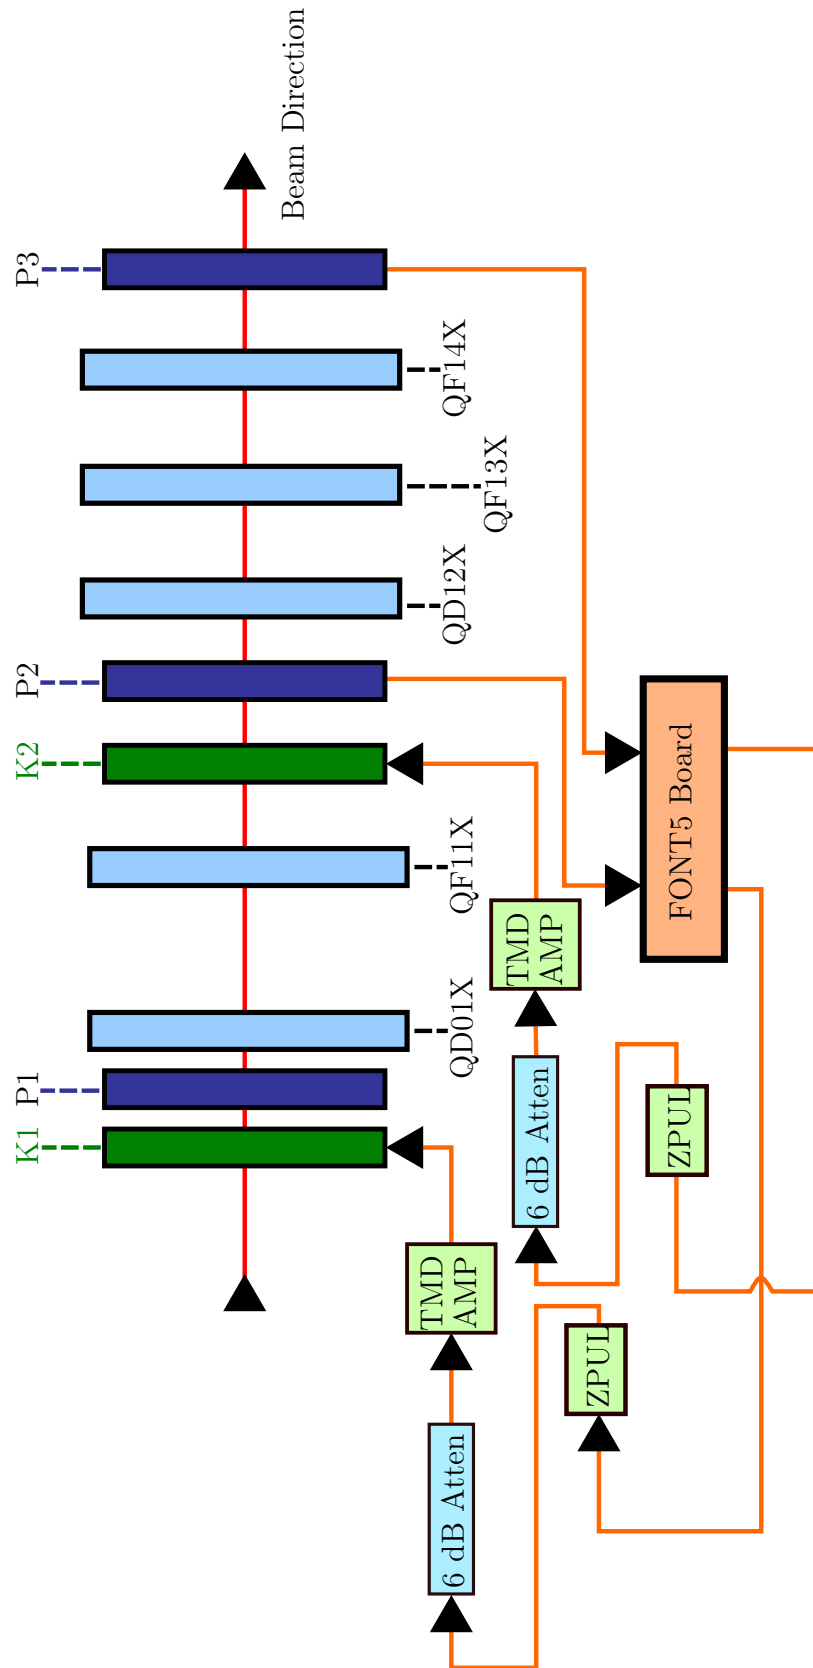 K1
P1
K2
P2
P3
QD01X
QF11X
QD12X
QF13X
QF14X
Beam Direction
TMD
AMP
6 dB Atten
ZPUL
TMD
AMP
6 dB Atten
ZPUL
FONT5 Board